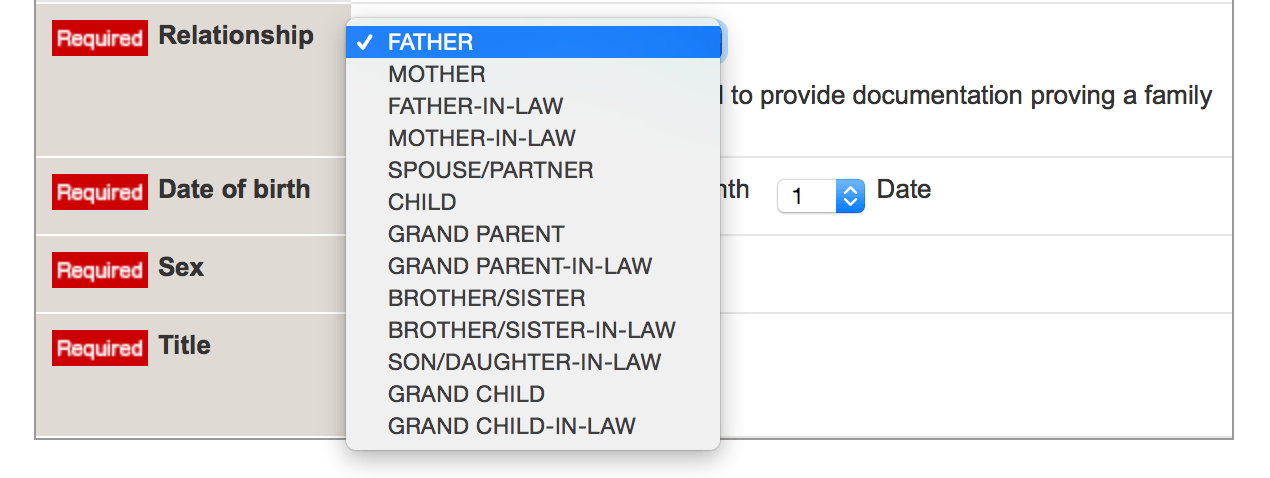 Required Relationship
✓ FATHER
MOTHER
FATHER-IN-LAW
MOTHER-IN-LAW
SPOUSE/PARTNER
CHILD
GRAND PARENT
GRAND PARENT-IN-LAW
BROTHER/SISTER
BROTHER/SISTER-IN-LAW
SON/DAUGHTER-IN-LAW
GRAND CHILD
GRAND CHILD-IN-LAW
to provide documentation proving a family
Required Date of birth
1 Date
Required Sex
Required Title